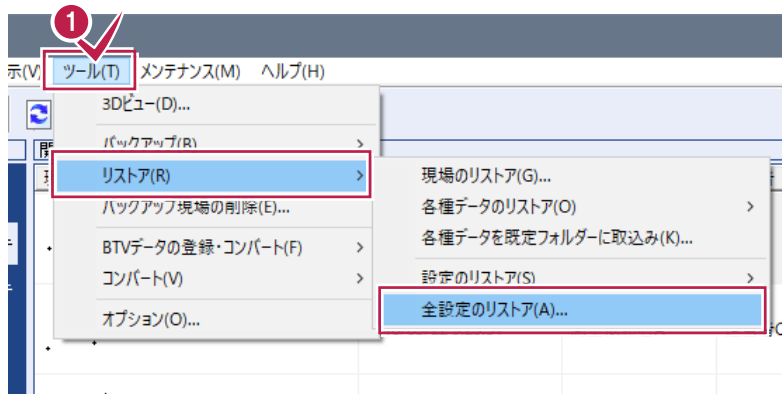 1
示(V) ツール(T) メンテナンス(M) ヘルプ(H)
3Dビュー(D)...
バックアップ(B)
リストア(R)
バックアップ現場の削除(E)...
BTVデータの登録・コンバート(F)
コンバート(V)
オプション(O)...
現場のリストア(G)...
各種データのリストア(O)
各種データを既定フォルダーに取込み(K)...
設定のリストア(S)
全設定のリストア(A)...